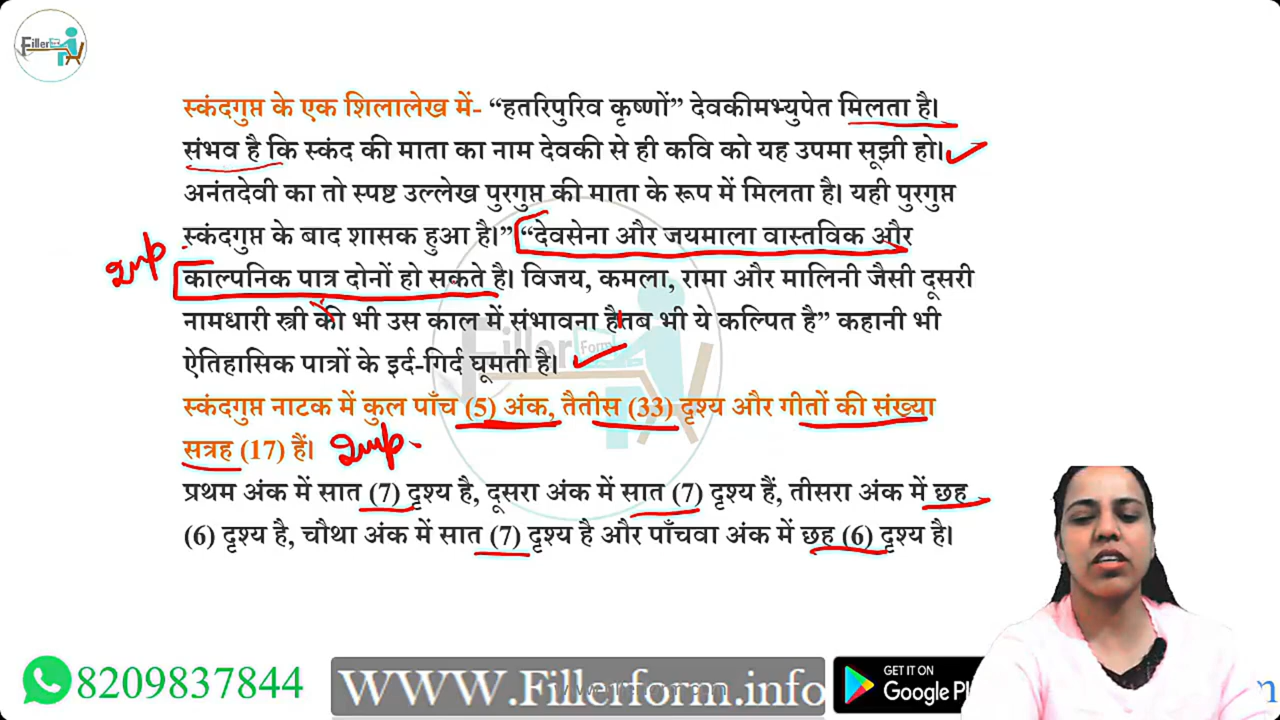 Filler
स्कंदगुप्त के एक शिलालेख में- “हतरिपुरिव कृष्णों” देवकीमभ्युपेत मिलता है।
संभव है कि स्कंद की माता का नाम देवकी से ही कवि को यह उपमा सूझी हो।
अनंतदेवी का तो स्पष्ट उल्लेख पुरगुप्त की माता के रूप में मिलता है। यही पुरगुप्त
स्कंदगुप्त के बाद शासक हुआ है।” “देवसेना और जयमाला वास्तविक और
Imp.
काल्पनिक पात्र दोनों हो सकते है। विजय, कमला, रामा और मालिनी जैसी दूसरी
नामधारी स्त्री की भी उस काल में संभावना है तब भी ये कल्पित है” कहानी भी
Filler Form
ऐतिहासिक पात्रों के इर्द-गिर्द घूमती है।
स्कंदगुप्त नाटक में कुल पाँच (5) अंक, तैतीस (33) दृश्य और गीतों की संख्या
सत्रह (17) हैं। Imp.
प्रथम अंक में सात (7) दृश्य है, दूसरा अंक में सात (7) दृश्य हैं, तीसरा अंक में छह
(6) दृश्य है, चौथा अंक में सात (7) दृश्य है और पाँचवा अंक में छह (6) दृश्य है।
8209837844 WWW.Fillerform.info GET IT ON Google Pl